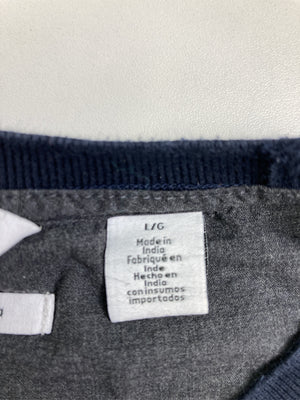 L/G
Made in
India
Fabriqué en
Inde
Hecho en
India
con insumos
importados
a